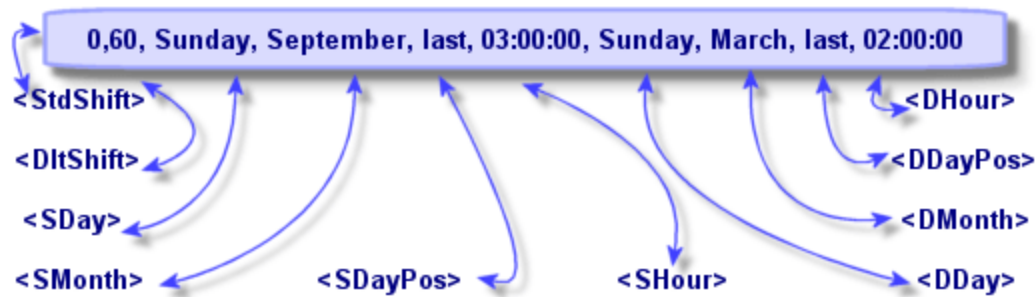 0,60, Sunday, September, last, 03:00:00, Sunday, March, last, 02:00:00
<StdShift> <DHour>
<DltShift> <DDayPos>
<SDay> <DMonth>
<SMonth> <SDayPos> <SHour> <DDay>